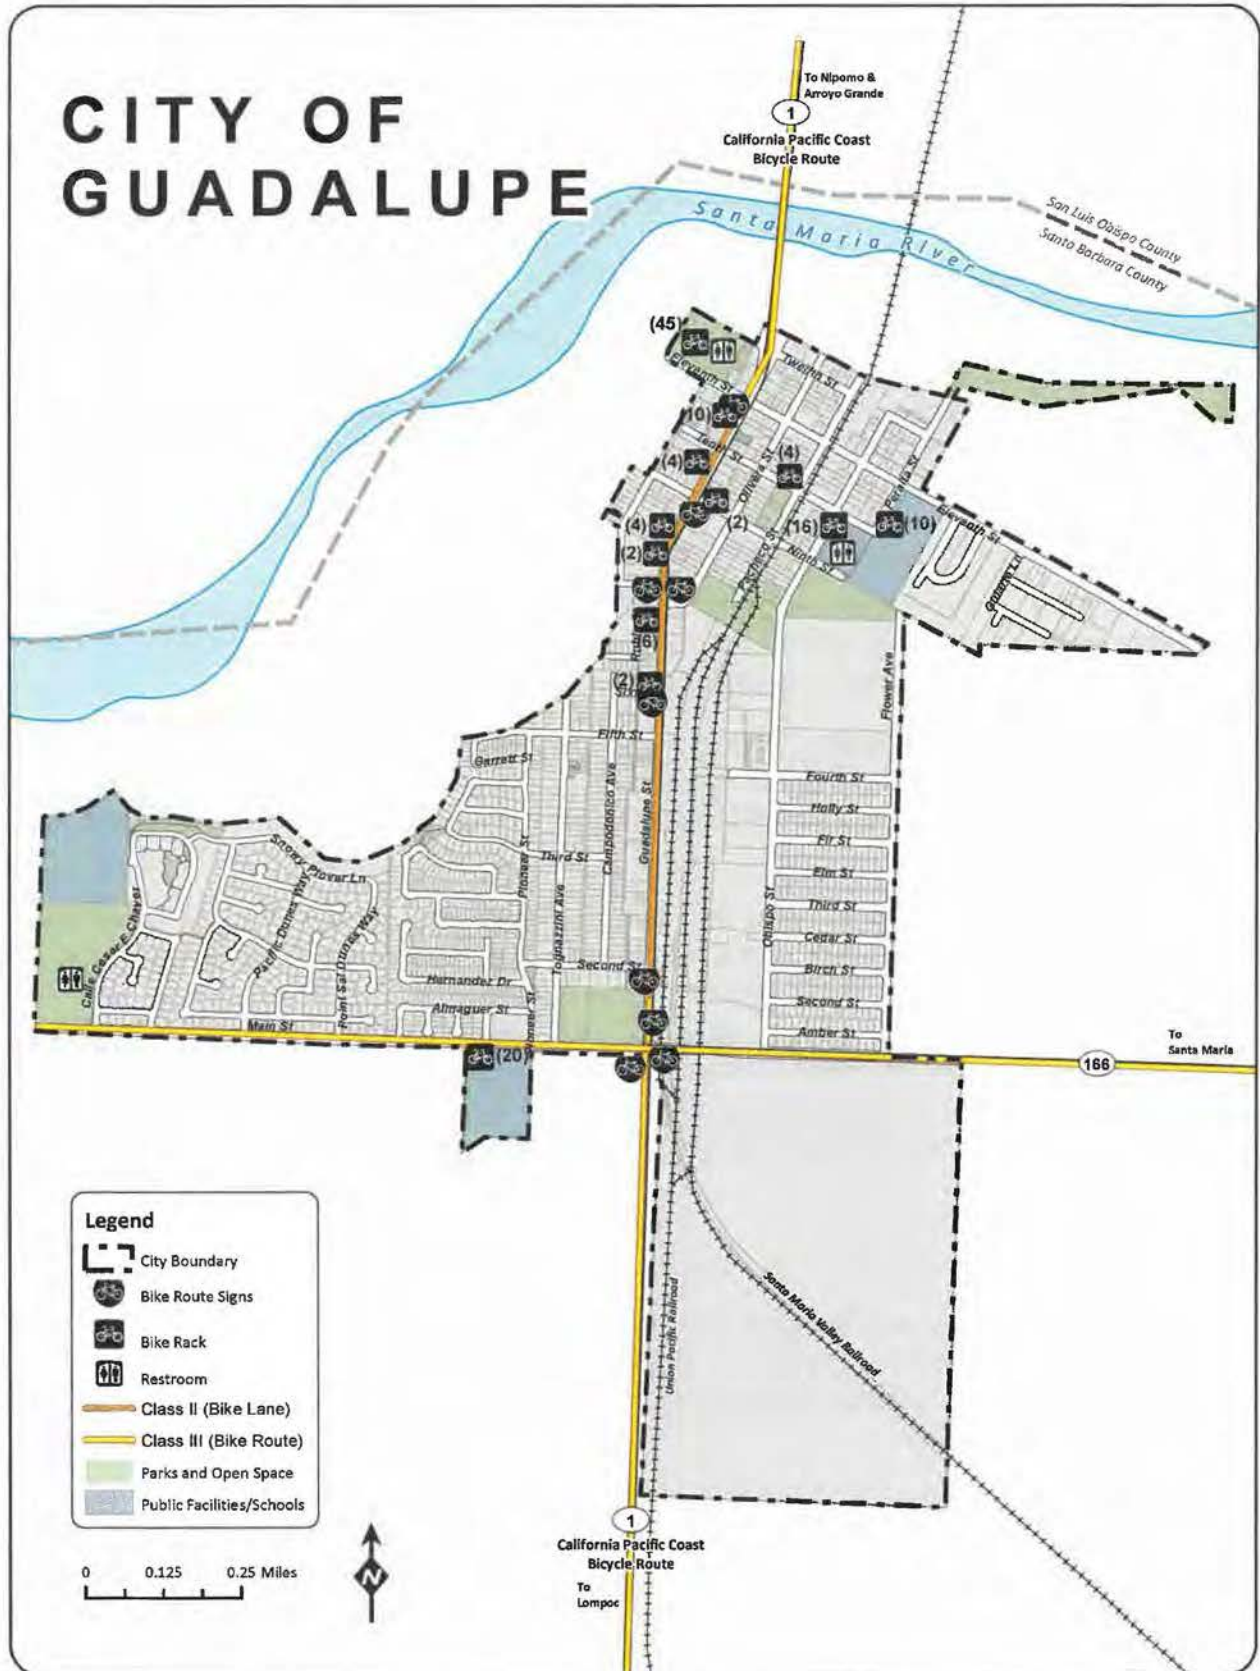 CITY OF
GUADALUPE
To Nipomo &
Arroyo Grande
1
California Pacific Coast
Bicycle Route
San Luis Obispo County
Santa Barbara County
Santa Maria River
(45)
Eleventh St
Twelfth St
(10)
Tenth St
(4)
Olivera St
(4)
Peralta St
(4)
(2)
(16)
(10)
Eleventh St
(2)
Pacheco St
Ninth St
(6)
(2)
Flower Ave
Fifth St
Garrett St
Guadalupe St
Campodonico Ave
Fourth St
Holly St
Fir St
Elm St
Third St
Cedar St
Birch St
Second St
Amber St
Obispo St
Snowy Plover Ln
Third St
Pioneer St
Tognazzini Ave
Calle Cesar E Chavez
Pacific Dunes Way
Point Sal Dunes Way
Second St
Hernandez Dr
Almaguer St
Pioneer St
Main St
(20)
To
Santa Maria
166
Legend
City Boundary
Bike Route Signs
Bike Rack
Restroom
Class II (Bike Lane)
Class III (Bike Route)
Parks and Open Space
Public Facilities/Schools
Union Pacific Railroad
Santa Maria Valley Railroad
0 0.125 0.25 Miles
N
1
California Pacific Coast
Bicycle Route
To
Lompoc